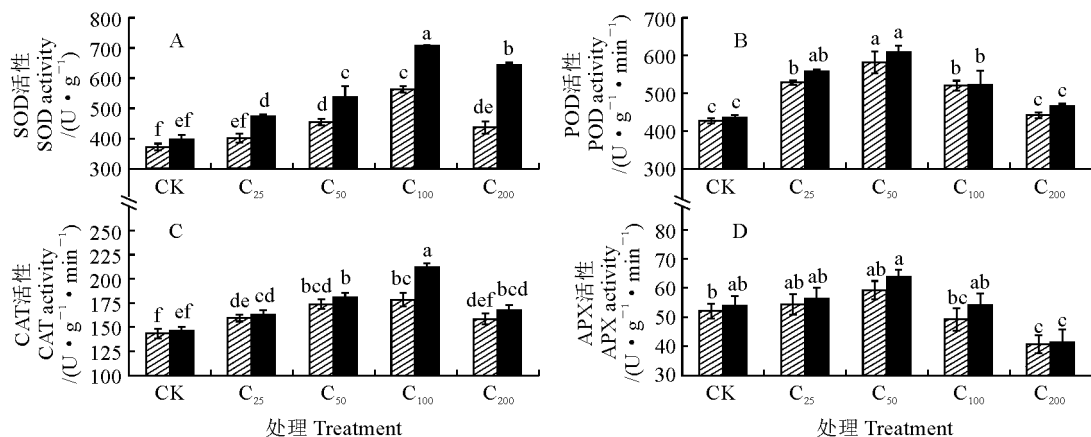 SOD活性
SOD activity
/(U·g⁻¹)
800
700
600
500
400
300
A
f ef ef d d c c a de b
CK C₂₅ C₅₀ C₁₀₀ C₂₀₀
POD活性
POD activity
/(U·g⁻¹·min⁻¹)
700
600
500
400
300
B
c c b ab a a b b c c
CK C₂₅ C₅₀ C₁₀₀ C₂₀₀
CAT活性
CAT activity
/(U·g⁻¹·min⁻¹)
250
225
200
175
150
125
100
C
f ef de cd bcd b bc a def bcd
CK C₂₅ C₅₀ C₁₀₀ C₂₀₀
处理 Treatment
APX活性
APX activity
/(U·g⁻¹·min⁻¹)
80
70
60
50
40
30
D
b ab ab ab ab a bc ab c c
CK C₂₅ C₅₀ C₁₀₀ C₂₀₀
处理 Treatment